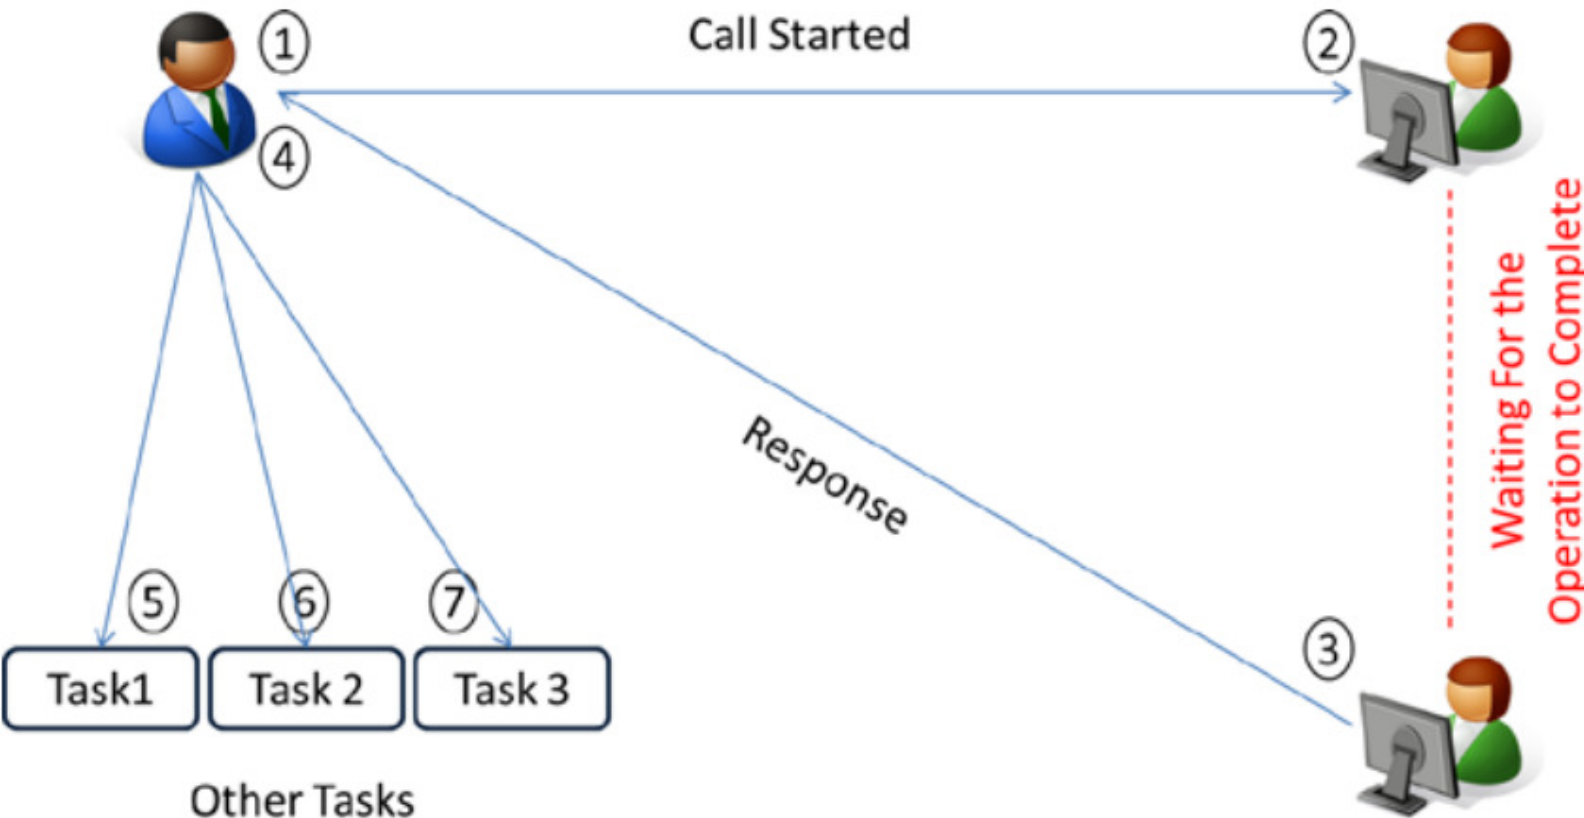 1
Call Started
2
4
Waiting For the
Operation to Complete
Response
3
5
6
7
Task1
Task 2
Task 3
Other Tasks